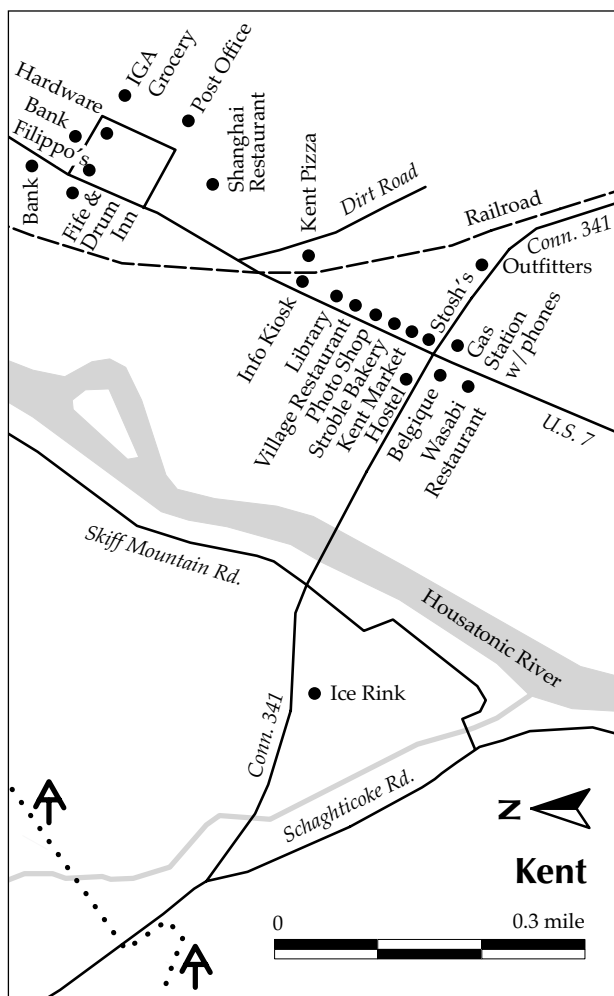 IGA
Grocery
Hardware
Post Office
Bank
Filippo's
Shanghai
Restaurant
Kent Pizza
Dirt Road
Railroad
Conn. 341
Bank
Fife &
Drum
Inn
Outfitters
Stosh's
Info Kiosk
Library
Village Restaurant
Photo Shop
Stroble Bakery
Kent Market
Hostel
Gas
Station
w/ phones
Belgique
Wasabi
Restaurant
U.S. 7
Skiff Mountain Rd.
Housatonic River
Ice Rink
Conn. 341
Schaghticoke Rd.
N
Kent
0 0.3 mile